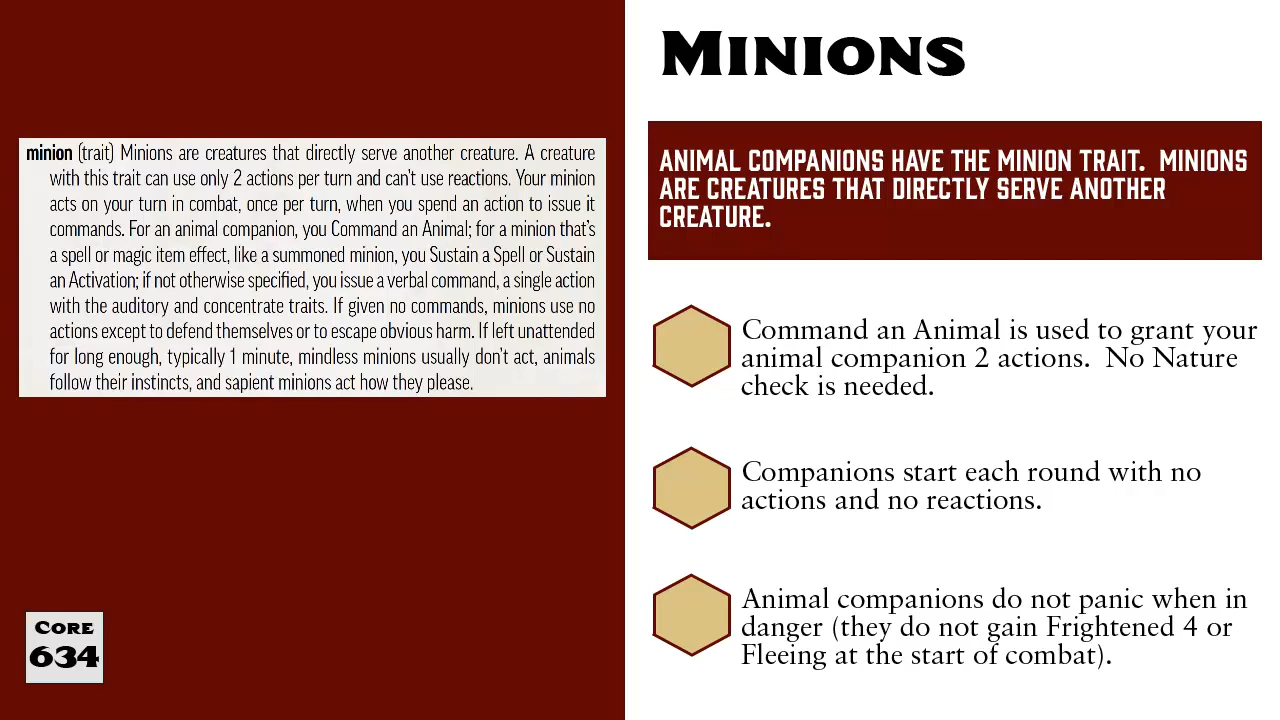 minion (trait) Minions are creatures that directly serve another creature. A creature
with this trait can use only 2 actions per turn and can't use reactions. Your minion
acts on your turn in combat, once per turn, when you spend an action to issue it
commands. For an animal companion, you Command an Animal; for a minion that's
a spell or magic item effect, like a summoned minion, you Sustain a Spell or Sustain
an Activation; if not otherwise specified, you issue a verbal command, a single action
with the auditory and concentrate traits. If given no commands, minions use no
actions except to defend themselves or to escape obvious harm. If left unattended
for long enough, typically 1 minute, mindless minions usually don't act, animals
follow their instincts, and sapient minions act how they please.
CORE
634
MINIONS
ANIMAL COMPANIONS HAVE THE MINION TRAIT. MINIONS
ARE CREATURES THAT DIRECTLY SERVE ANOTHER
CREATURE.
Command an Animal is used to grant your
animal companion 2 actions. No Nature
check is needed.
Companions start each round with no
actions and no reactions.
Animal companions do not panic when in
danger (they do not gain Frightened 4 or
Fleeing at the start of combat).